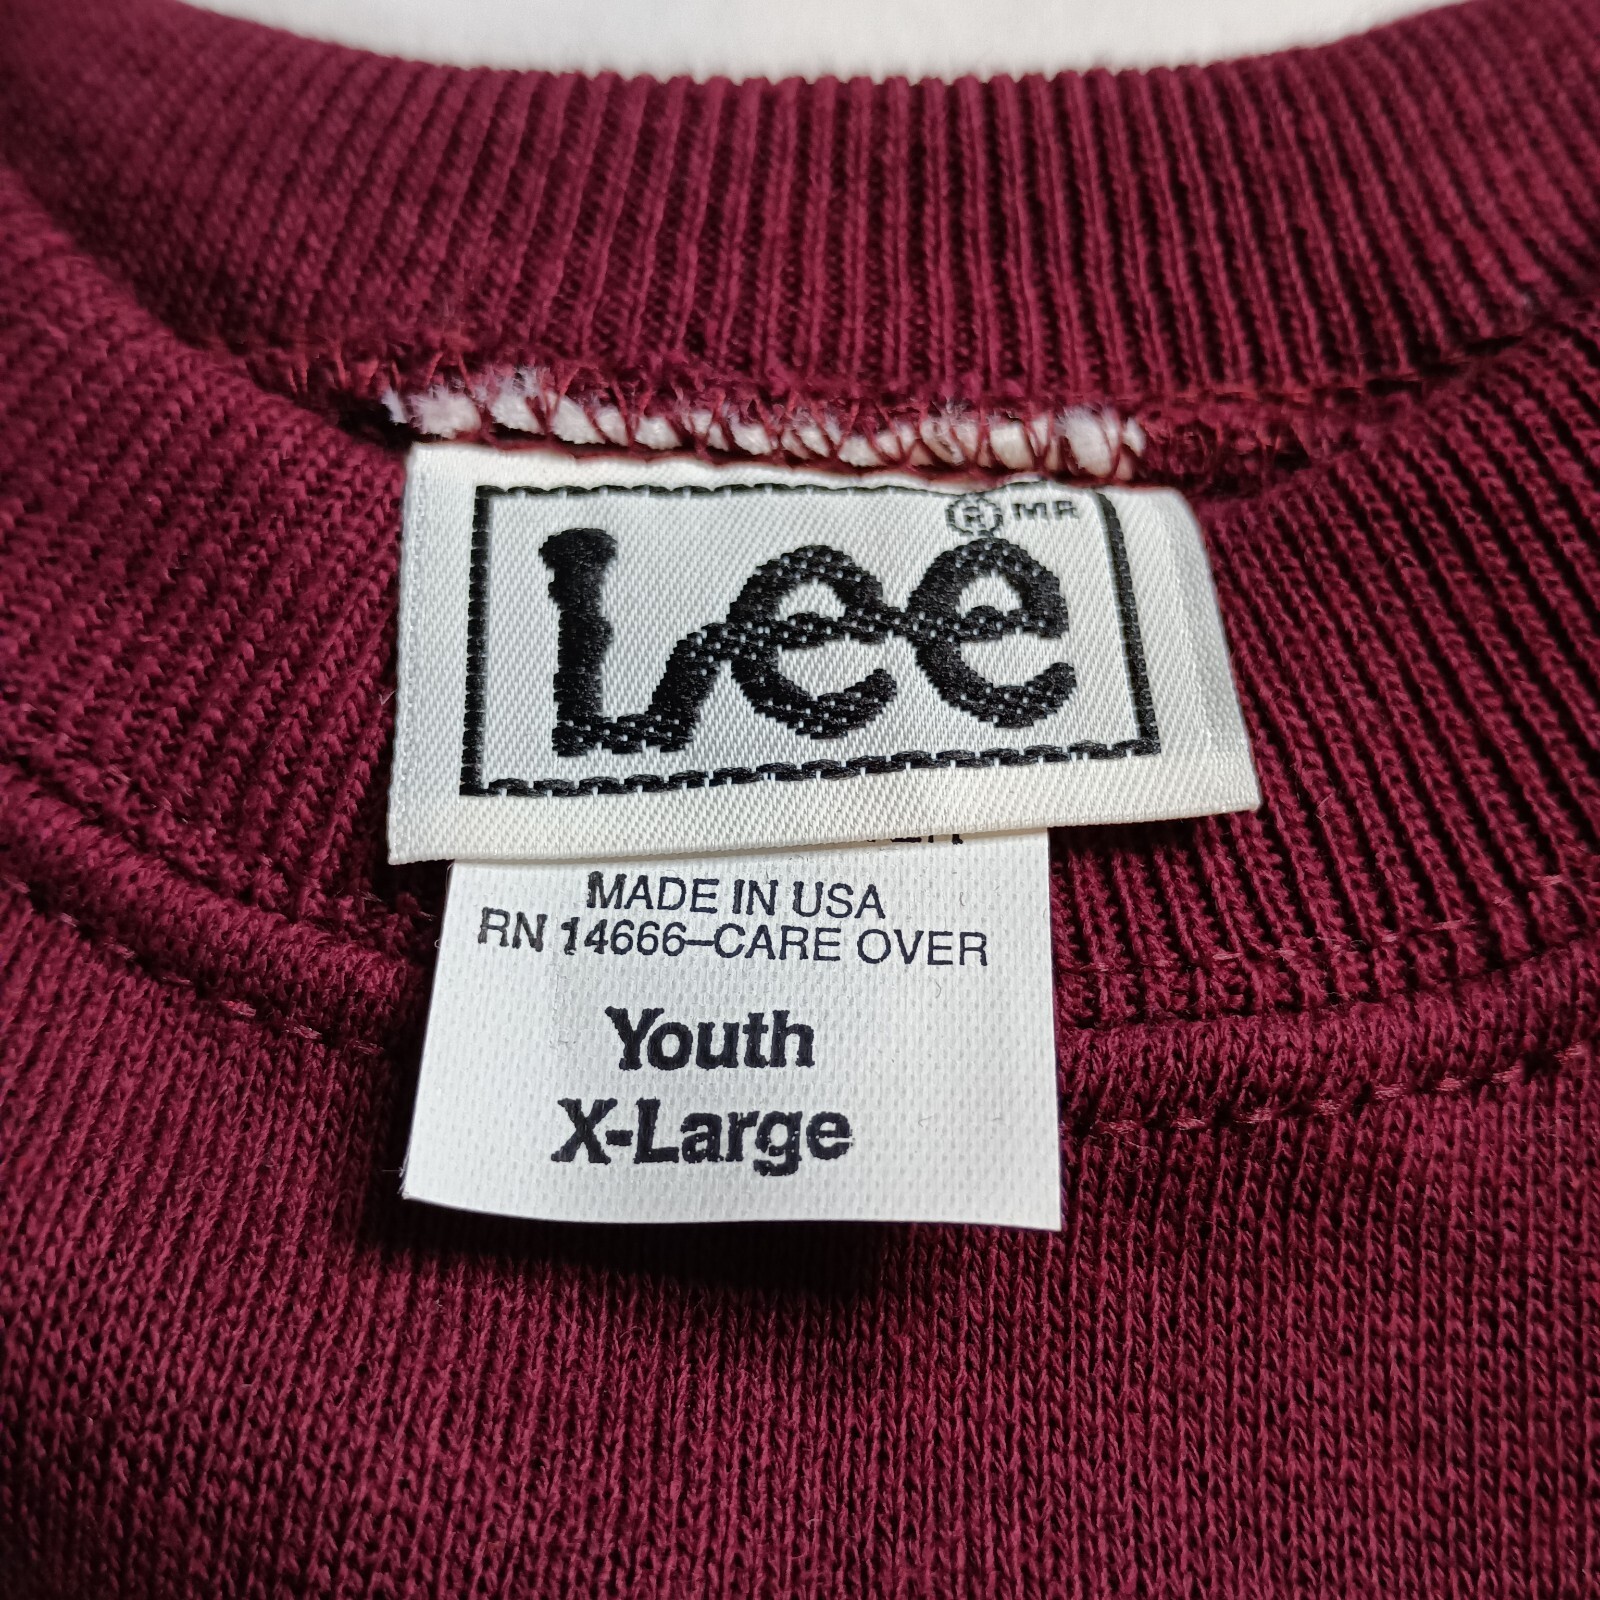 ® MR
Lee
MADE IN USA
RN 14666–CARE OVER
Youth
X-Large